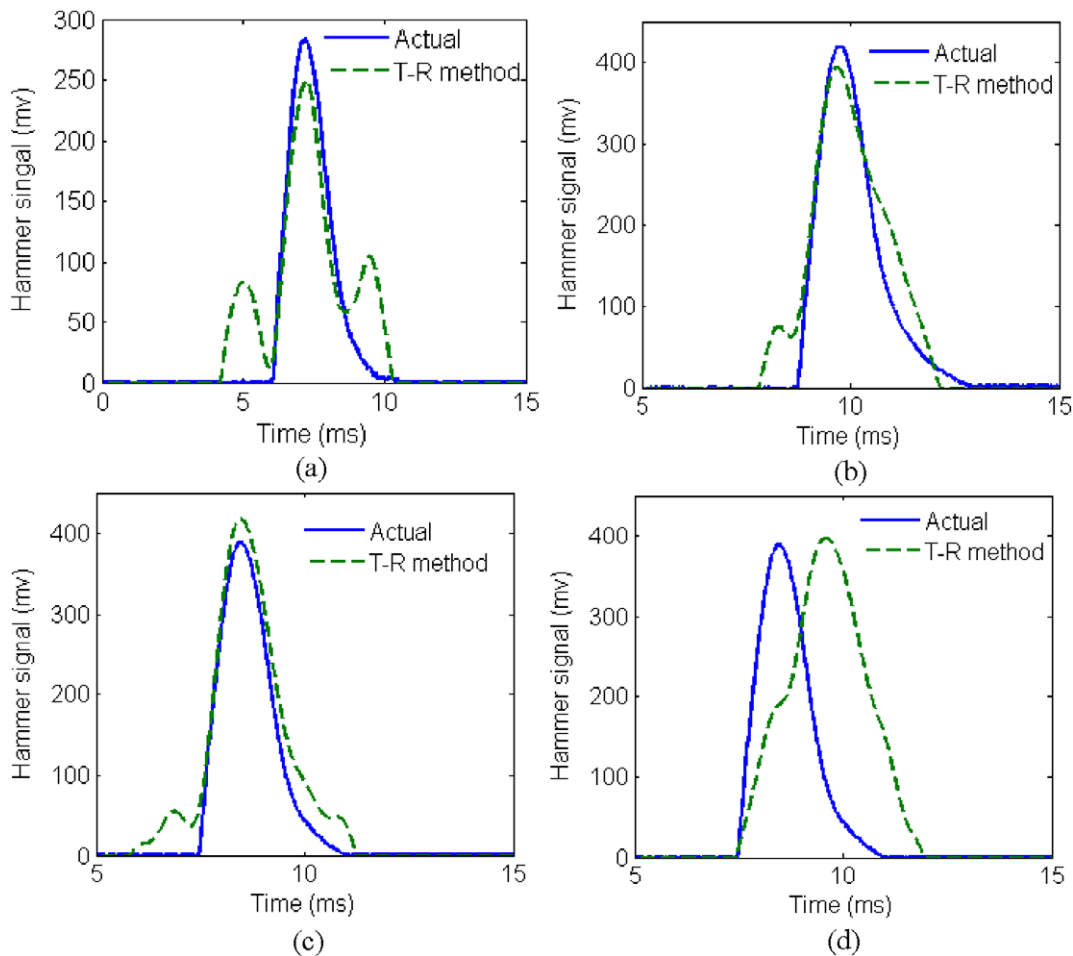 300
250
200
150
100
50
0
Hammer singal (mv)
Actual
T-R method
0 5 10 15
Time (ms)
(a)
400
300
200
100
0
Hammer signal (mv)
Actual
T-R method
5 10 15
Time (ms)
(b)
400
300
200
100
0
Hammer signal (mv)
Actual
T-R method
5 10 15
Time (ms)
(c)
400
300
200
100
0
Hammer signal (mv)
Actual
T-R method
5 10 15
Time (ms)
(d)